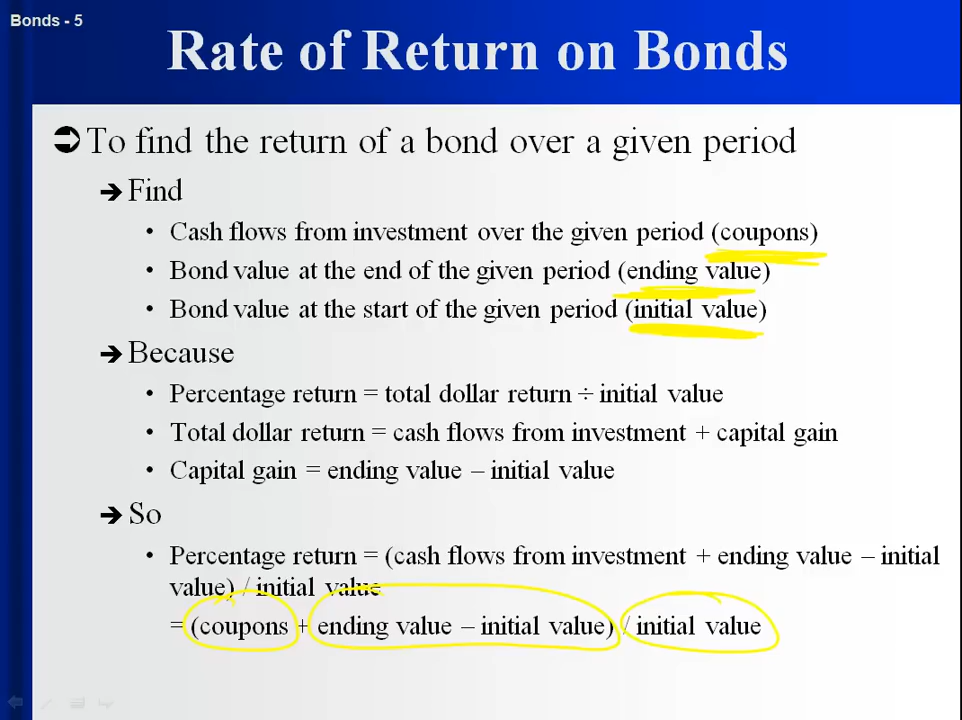 Bonds - 5
Rate of Return on Bonds
To find the return of a bond over a given period
Find
• Cash flows from investment over the given period (coupons)
• Bond value at the end of the given period (ending value)
• Bond value at the start of the given period (initial value)
Because
• Percentage return = total dollar return ÷ initial value
• Total dollar return = cash flows from investment + capital gain
• Capital gain = ending value – initial value
So
• Percentage return = (cash flows from investment + ending value – initial
value) / initial value
= (coupons + ending value – initial value) / initial value